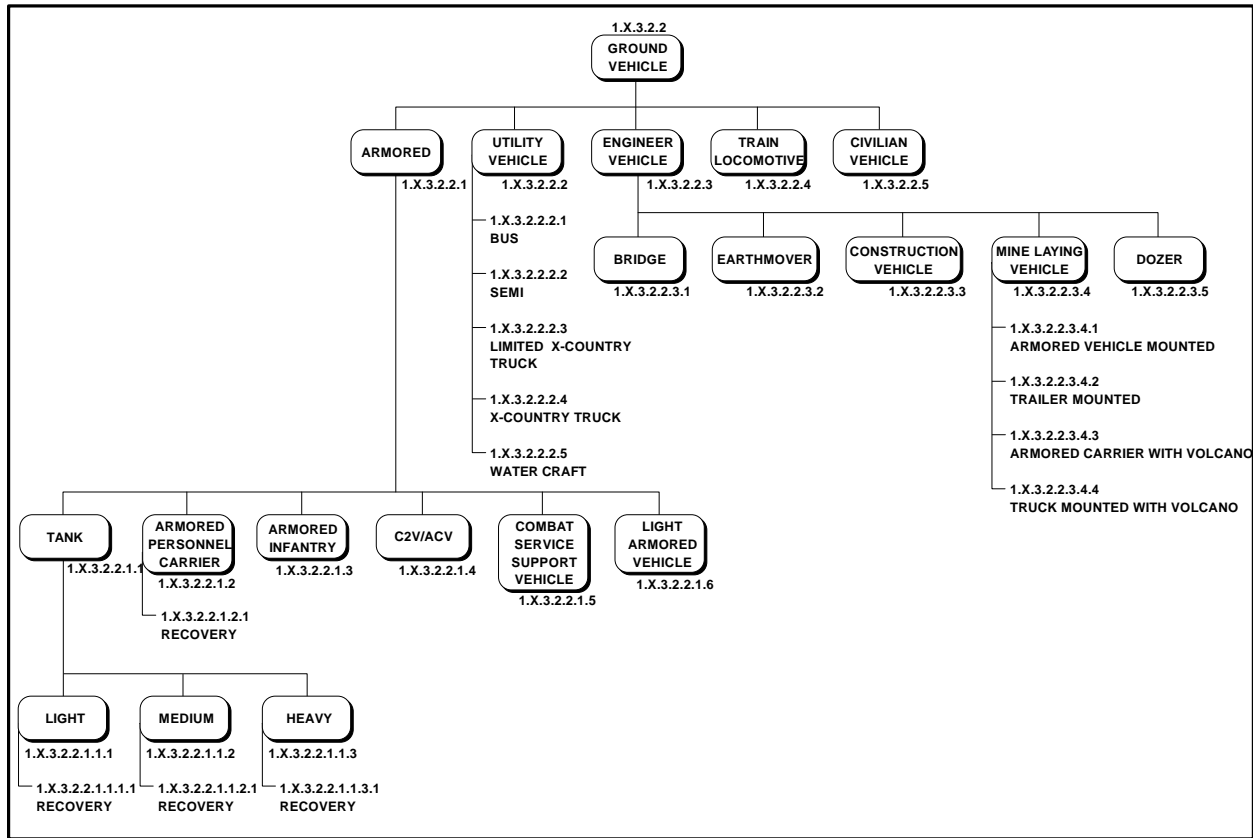 1.X.3.2.2
GROUND
VEHICLE
ARMORED
1.X.3.2.2.1
UTILITY
VEHICLE
1.X.3.2.2.2
ENGINEER
VEHICLE
1.X.3.2.2.3
TRAIN
LOCOMOTIVE
1.X.3.2.2.4
CIVILIAN
VEHICLE
1.X.3.2.2.5
1.X.3.2.2.2.1
BUS
1.X.3.2.2.2.2
SEMI
1.X.3.2.2.2.3
LIMITED X-COUNTRY
TRUCK
1.X.3.2.2.2.4
X-COUNTRY TRUCK
1.X.3.2.2.2.5
WATER CRAFT
BRIDGE
1.X.3.2.2.3.1
EARTHMOVER
1.X.3.2.2.3.2
CONSTRUCTION
VEHICLE
1.X.3.2.2.3.3
MINE LAYING
VEHICLE
1.X.3.2.2.3.4
DOZER
1.X.3.2.2.3.5
1.X.3.2.2.3.4.1
ARMORED VEHICLE MOUNTED
1.X.3.2.2.3.4.2
TRAILER MOUNTED
1.X.3.2.2.3.4.3
ARMORED CARRIER WITH VOLCANO
1.X.3.2.2.3.4.4
TRUCK MOUNTED WITH VOLCANO
TANK
1.X.3.2.2.1.1
ARMORED
PERSONNEL
CARRIER
1.X.3.2.2.1.2
ARMORED
INFANTRY
1.X.3.2.2.1.3
C2V/ACV
1.X.3.2.2.1.4
COMBAT
SERVICE
SUPPORT
VEHICLE
1.X.3.2.2.1.5
LIGHT
ARMORED
VEHICLE
1.X.3.2.2.1.6
1.X.3.2.2.1.2.1
RECOVERY
LIGHT
1.X.3.2.2.1.1.1
MEDIUM
1.X.3.2.2.1.1.2
HEAVY
1.X.3.2.2.1.1.3
1.X.3.2.2.1.1.1.1
RECOVERY
1.X.3.2.2.1.1.2.1
RECOVERY
1.X.3.2.2.1.1.3.1
RECOVERY